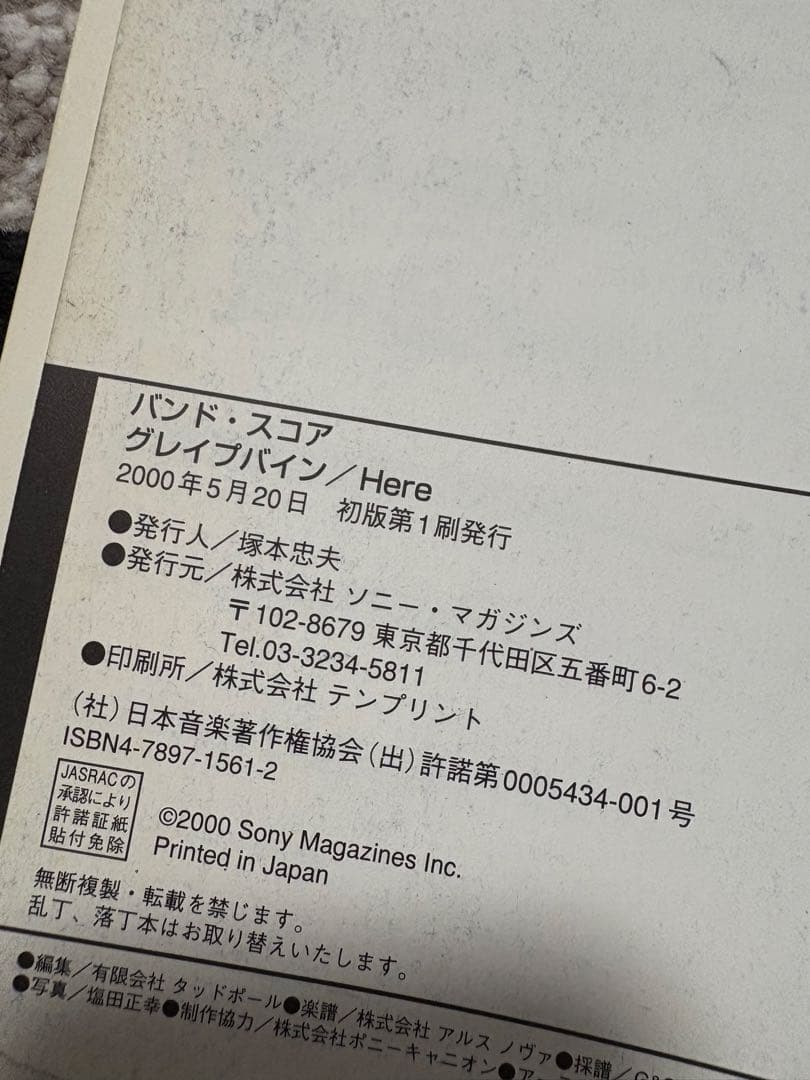 バンド・スコア
グレイプバイン／Here
2000年5月20日　初版第1刷発行
●発行人／塚本忠夫
●発行元／株式会社 ソニー・マガジンズ
〒102-8679 東京都千代田区五番町6-2
Tel.03-3234-5811
●印刷所／株式会社 テンプリント
（社）日本音楽著作権協会（出）許諾第0005434-001号
ISBN4-7897-1561-2
JASRACの
承認により
許諾証紙
貼付免除
©2000 Sony Magazines Inc.
Printed in Japan
無断複製・転載を禁じます。
乱丁、落丁本はお取り替えいたします。
●編集／有限会社 タッドポール●楽譜／株式会社 アルス ノヴァ●採譜／
●写真／塩田正幸●制作協力／株式会社ポニーキャニオン●